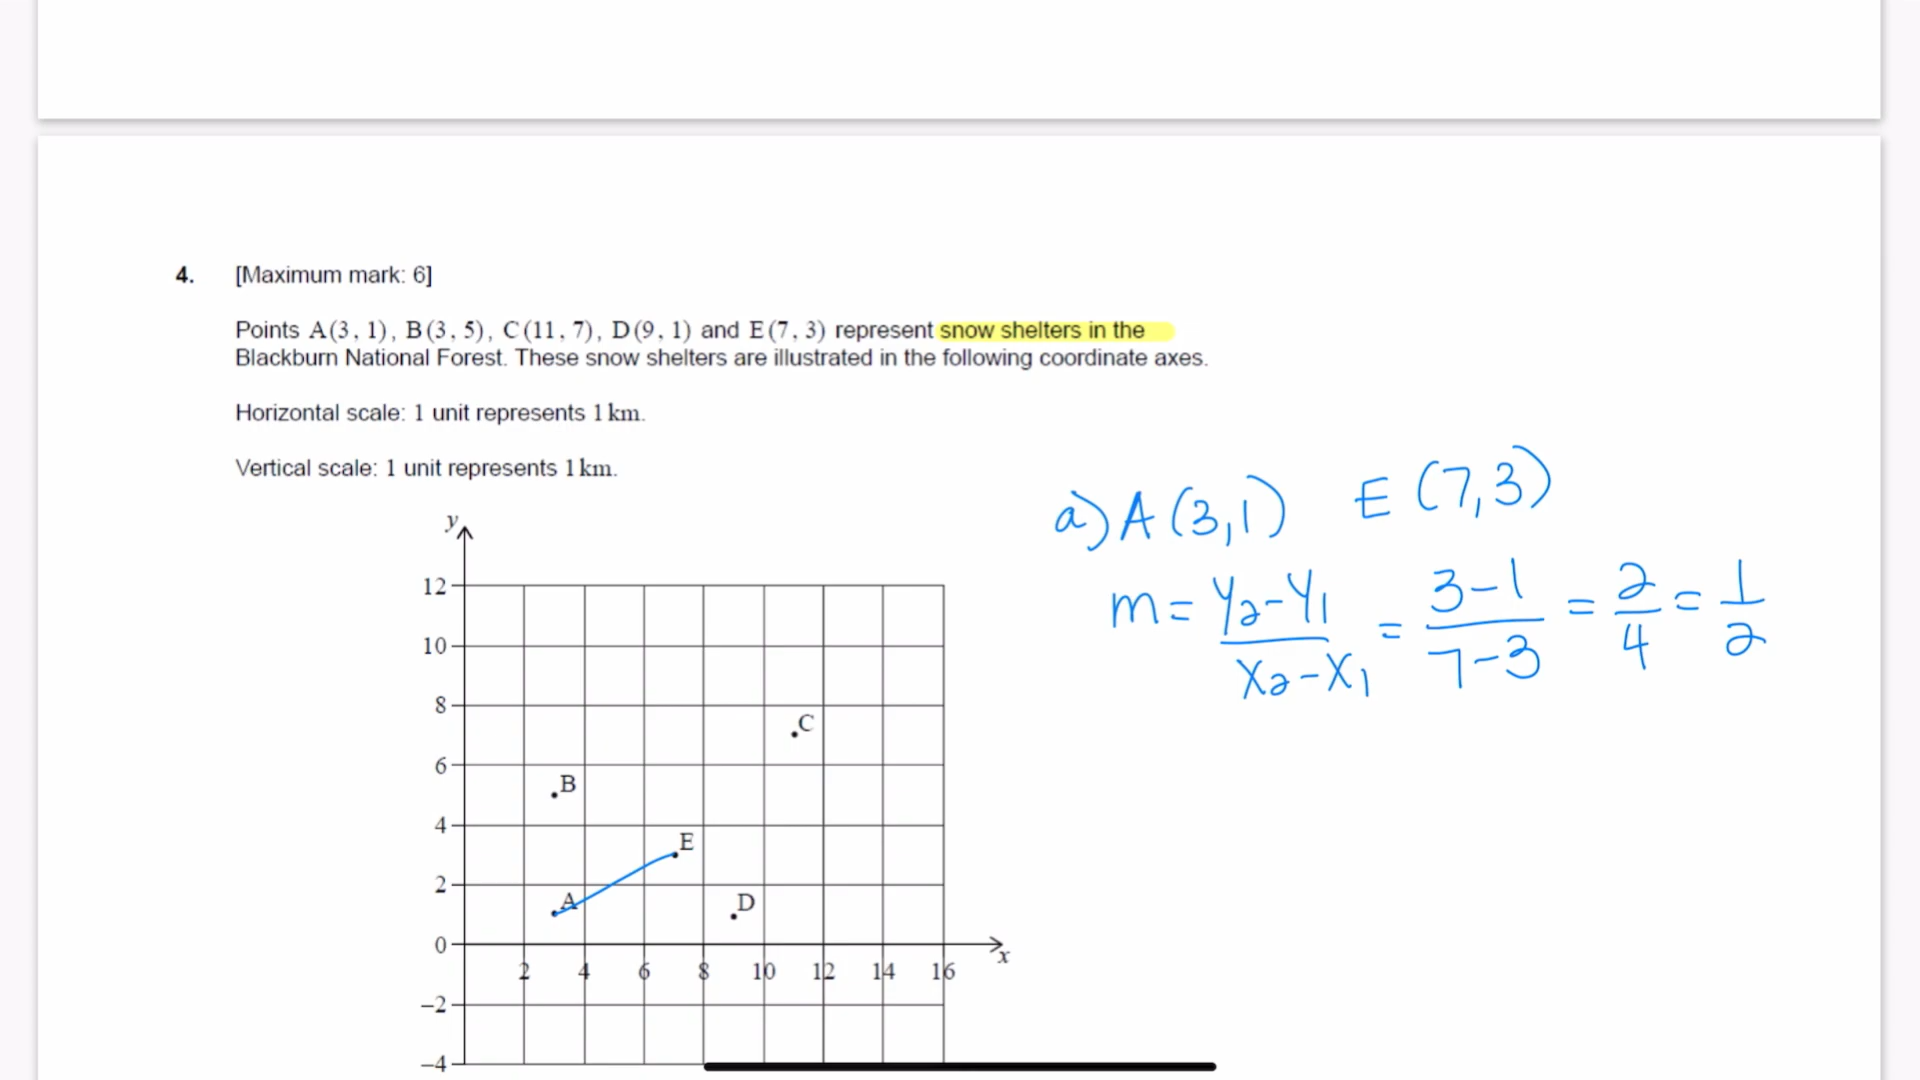 4. [Maximum mark: 6]
Points A(3, 1), B(3, 5), C(11, 7), D(9, 1) and E(7, 3) represent snow shelters in the
Blackburn National Forest. These snow shelters are illustrated in the following coordinate axes.
Horizontal scale: 1 unit represents 1 km.
Vertical scale: 1 unit represents 1 km.
a) A (3,1) E (7,3)
m = y₂-y₁ / x₂-x₁ = 3-1 / 7-3 = 2/4 = 1/2
y
12
10
8
C
6
B
4
E
2
A
D
0
x
2 4 6 8 10 12 14 16
−2
−4